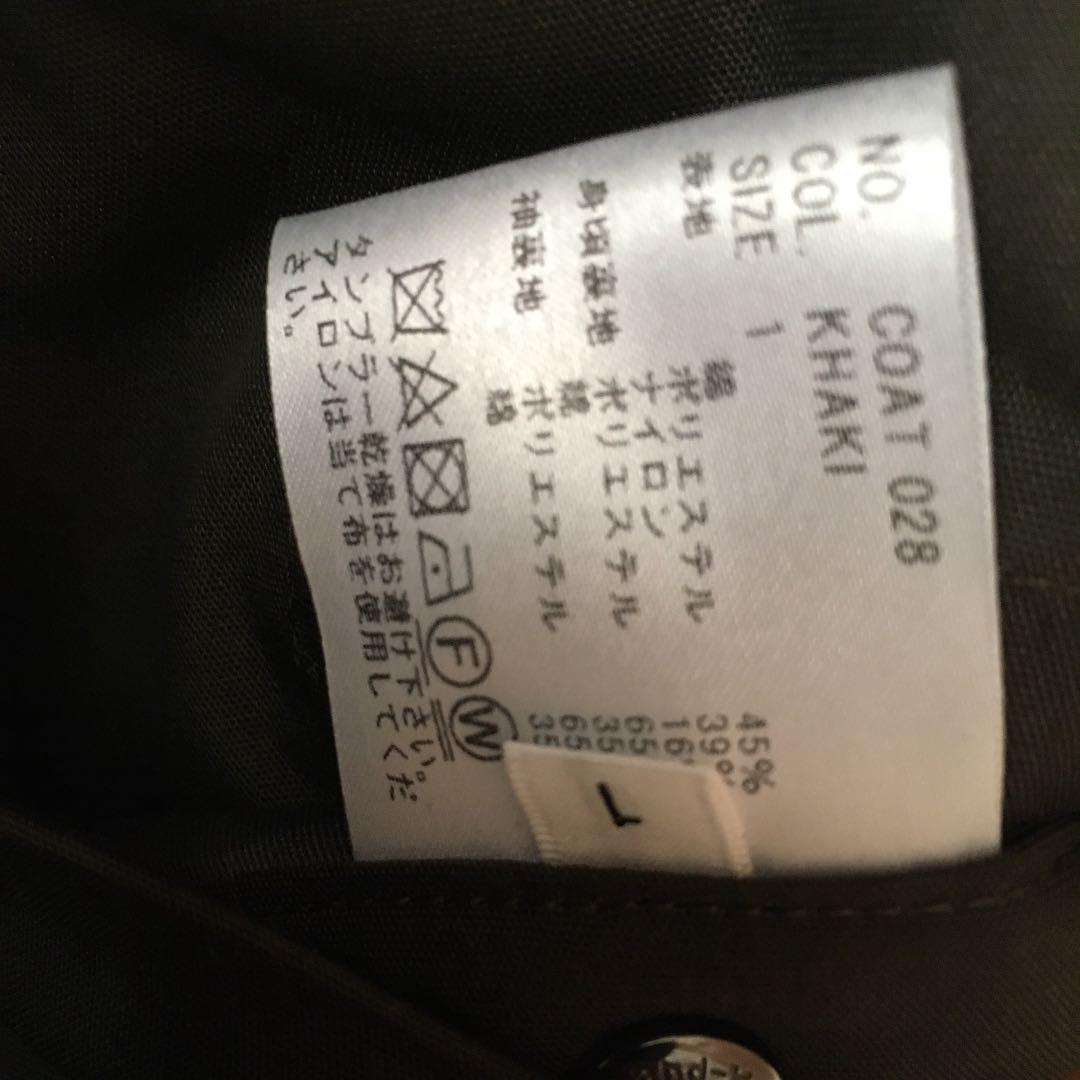 NO. COAT 028
COL. KHAKI
SIZE 1
表地 綿 45%
ポリエステル 39%
ナイロン 16
身頃裏地 ポリエステル 65
綿 35
袖裏地 ポリエステル 65
綿 35
F W
タンブラー乾燥はお避け下さい。
アイロンは当て布を使用してくだ
さい。
1